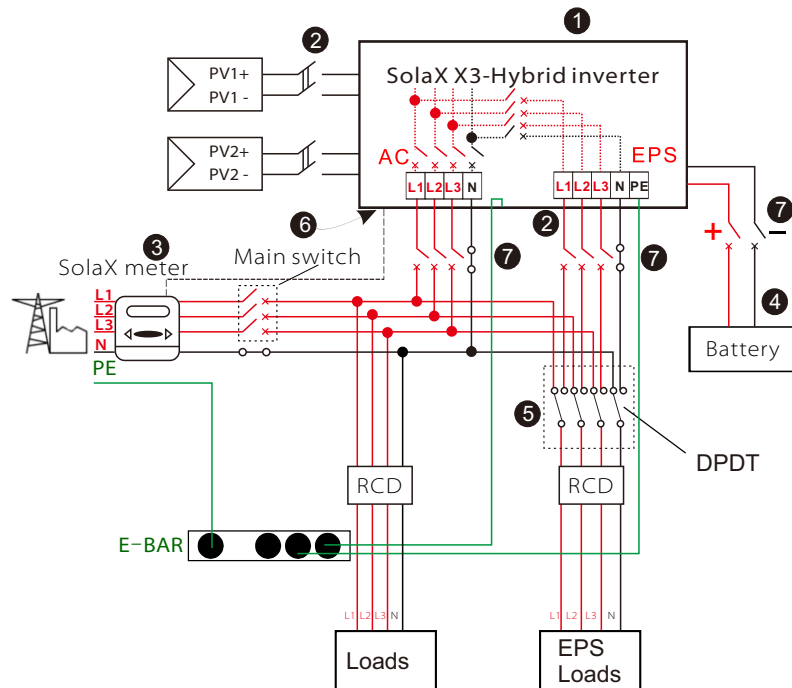 1
2
PV1+
PV1 -
SolaX X3-Hybrid inverter
PV2+
PV2 -
AC
EPS
L1 L2 L3 N
L1 L2 L3 N PE
6
2
7
7
+ −
3
SolaX meter
Main switch
7
4
L1
L2
L3
N
PE
Battery
5
DPDT
RCD
RCD
E-BAR
L1 L2 L3 N
L1 L2 L3 N
Loads
EPS
Loads